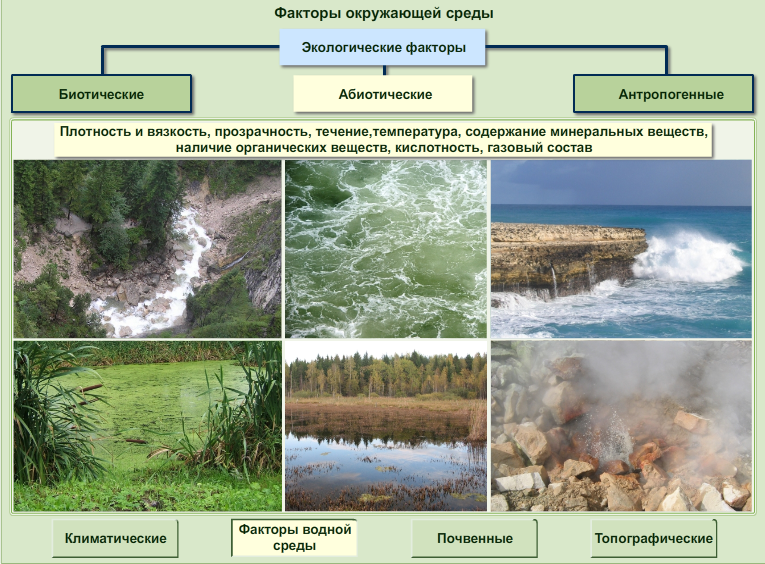 Факторы окружающей среды
Экологические факторы
Биотические
Абиотические
Антропогенные
Плотность и вязкость, прозрачность, течение,температура, содержание минеральных веществ,
наличие органических веществ, кислотность, газовый состав
Климатические
Факторы водной
среды
Почвенные
Топографические